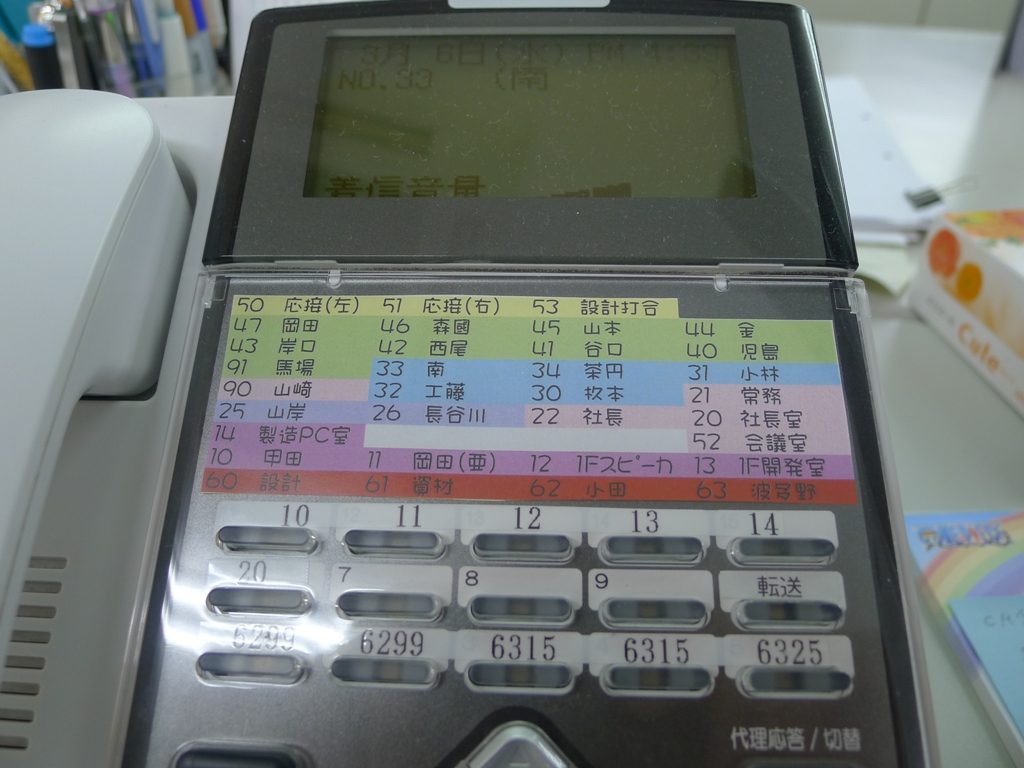 3月 6日(水) PM 4:39
NO.33 (南 )
着信音量
50 応接(左) 51 応接(右) 53 設計打合
47 岡田 46 森國 45 山本 44 金
43 岸口 42 西尾 41 谷口 40 児島
91 馬場 33 南 34 茶円 31 小林
90 山崎 32 工藤 30 枚本 21 常務
25 山岸 26 長谷川 22 社長 20 社長室
14 製造PC室 52 会議室
10 甲田 11 岡田(亜) 12 1Fスピーカ 13 1F開発室
60 設計 61 資材 62 小田 63 波多野
10 11 12 13 14
20 7 8 9 転送
6299 6299 6315 6315 6325
代理応答/切替
Cute